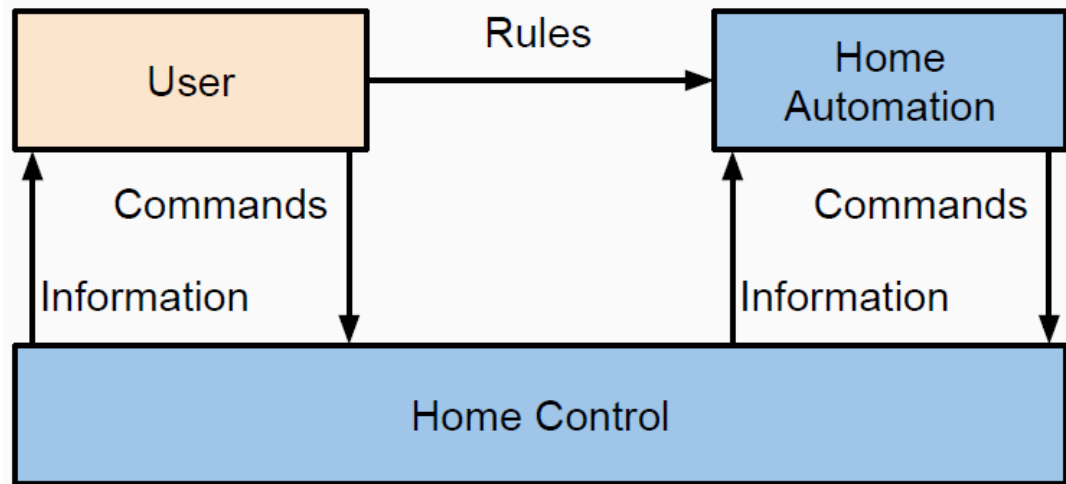 Rules
User
Home
Automation
Commands
Commands
Information
Information
Home Control